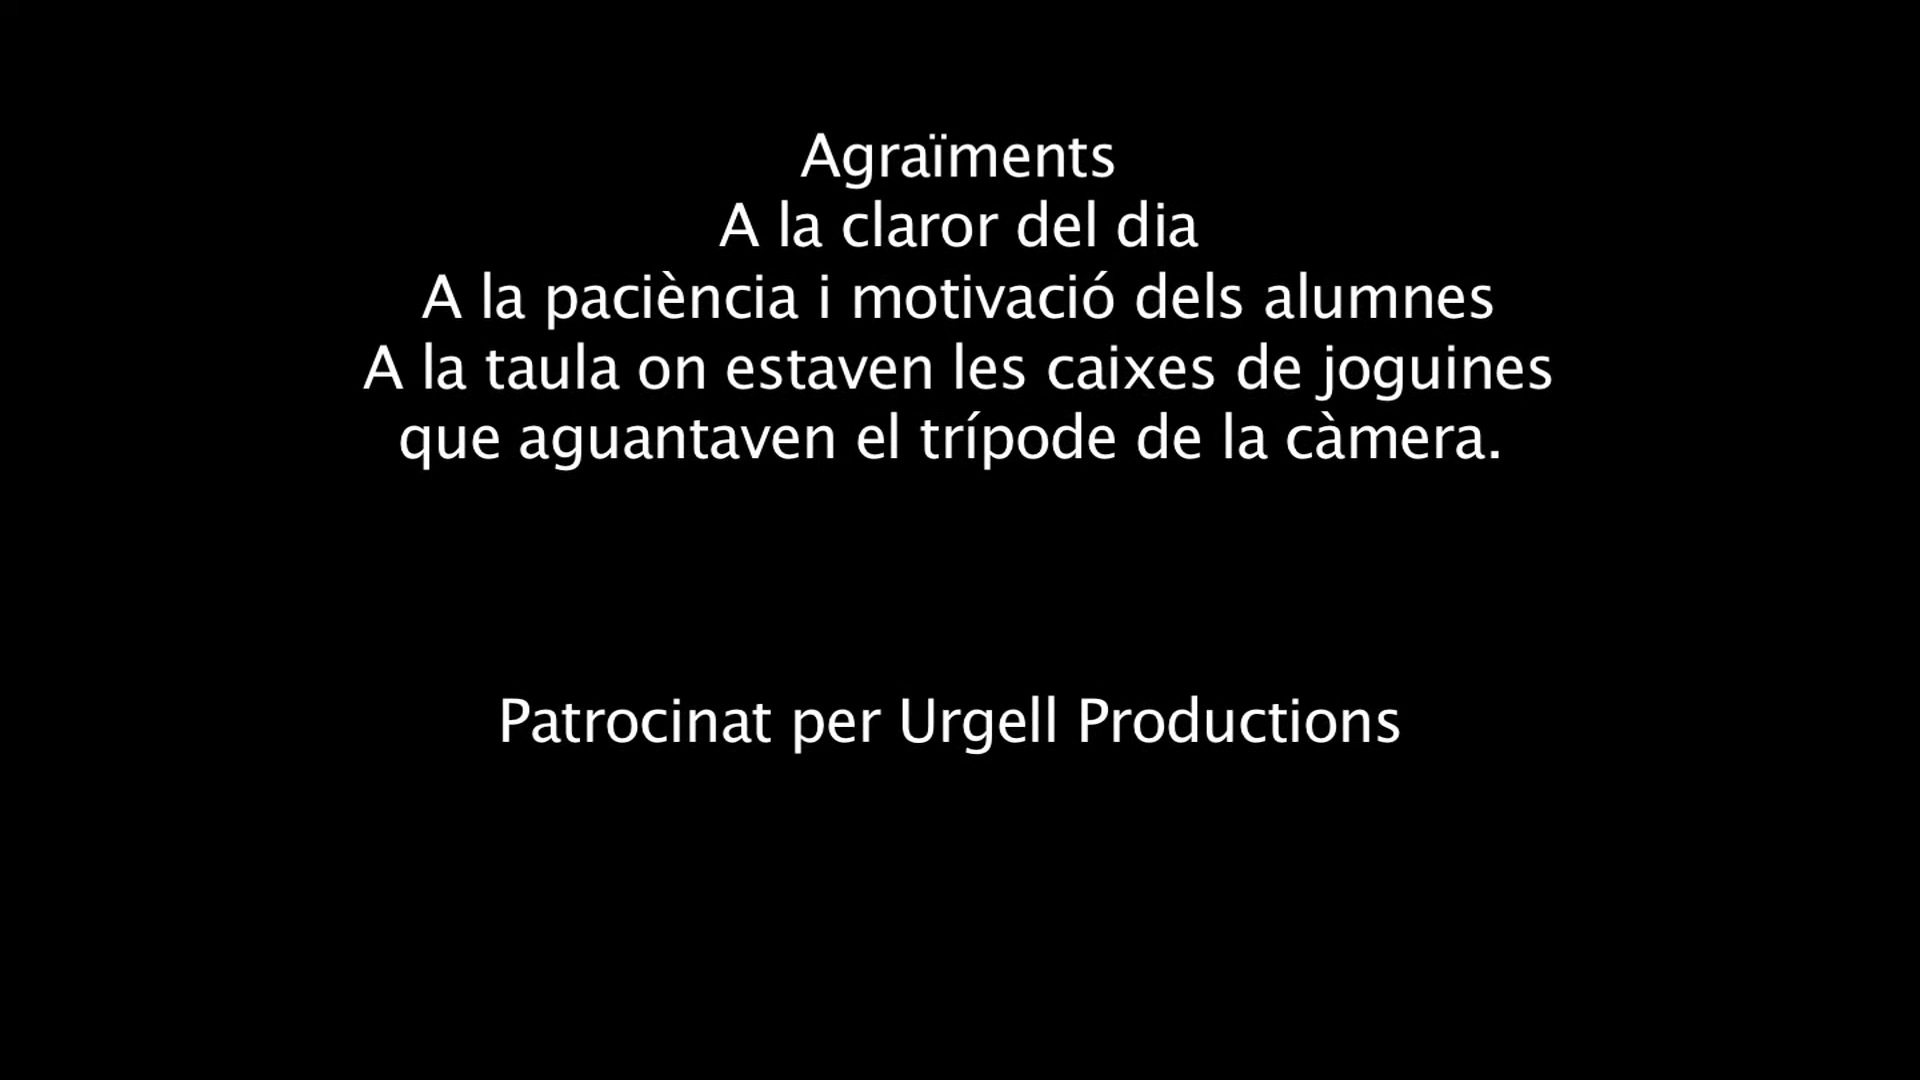 Agraïments
A la claror del dia
A la paciència i motivació dels alumnes
A la taula on estaven les caixes de joguines
que aguantaven el trípode de la càmera.
Patrocinat per Urgell Productions